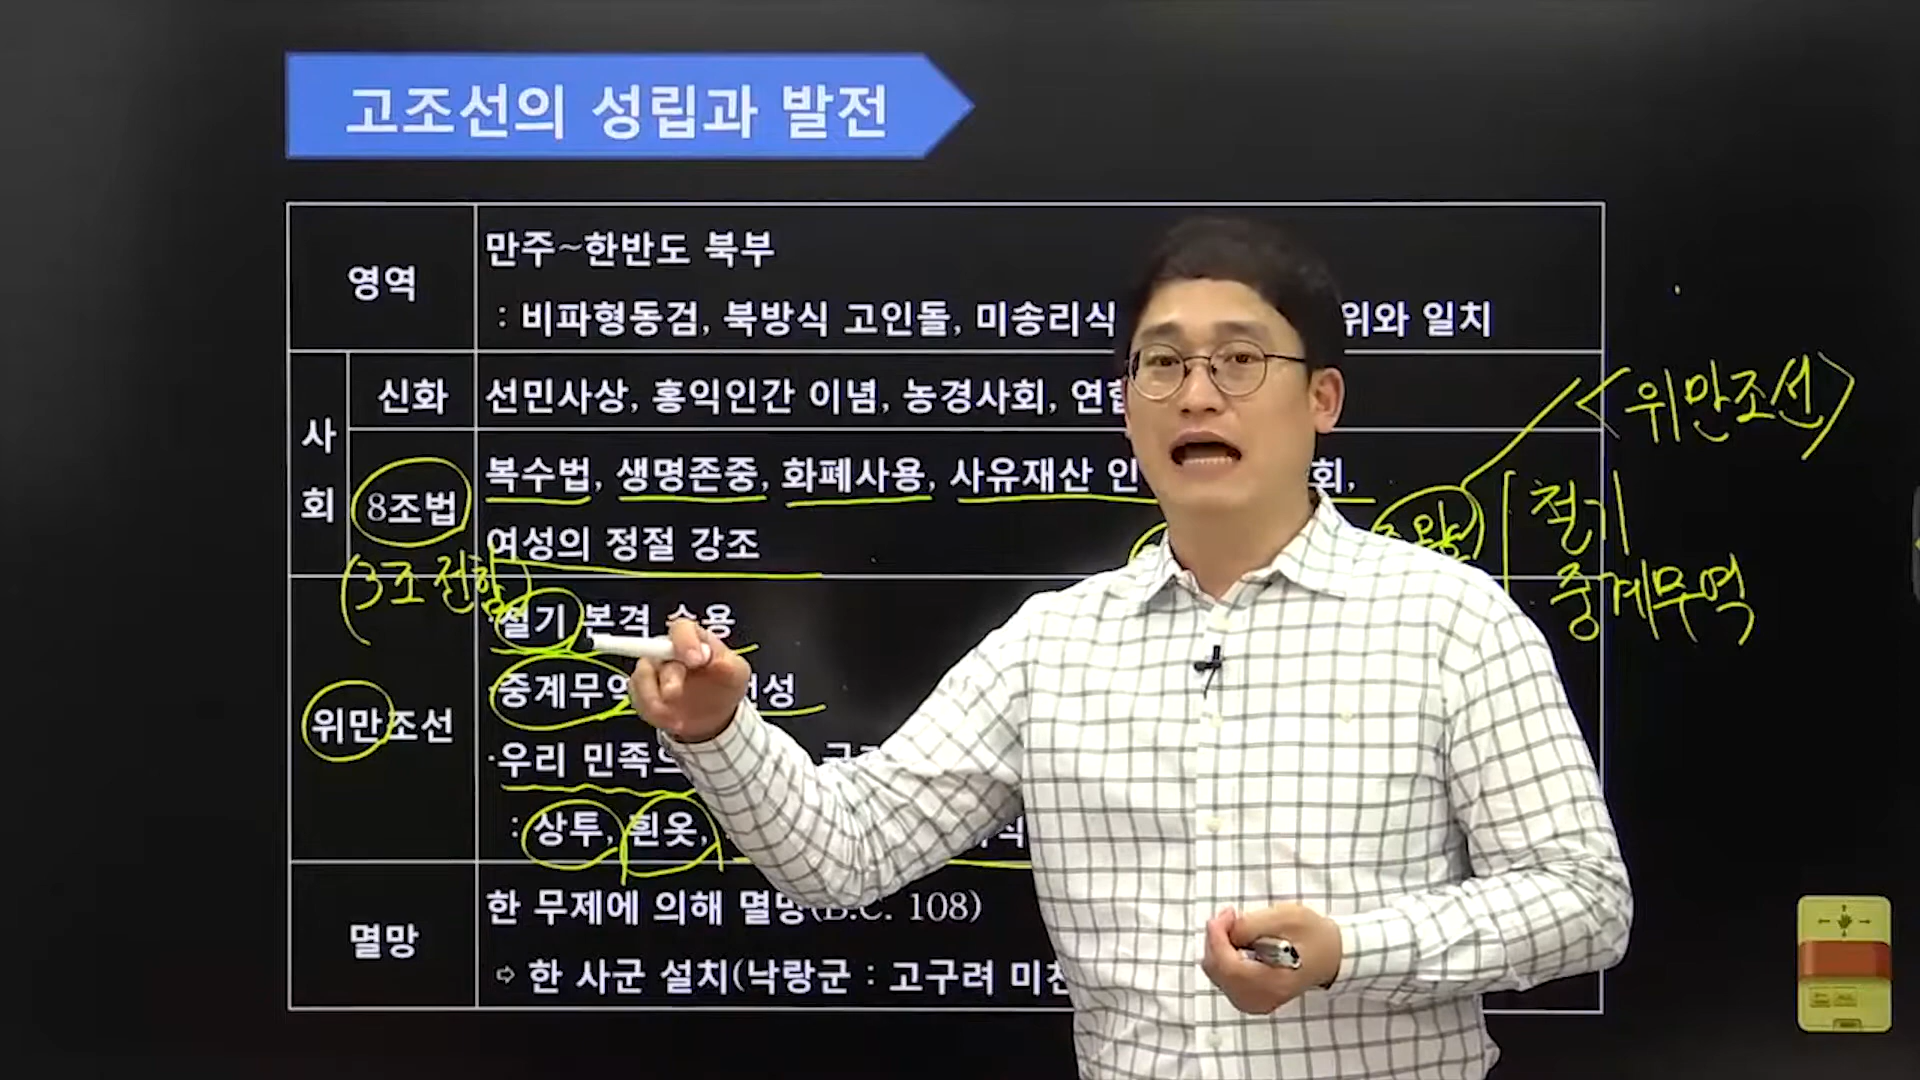 고조선의 성립과 발전
영역
만주~한반도 북부
: 비파형동검, 북방식 고인돌, 미송리식 위와 일치
사회
신화
선민사상, 홍익인간 이념, 농경사회,
8조법
복수법, 생명존중, 화폐사용, 사유재산 인 회,
여성의 정절 강조
(3조 전함)
위만조선
·철기 본격 수용
·중계무역 성
·우리 민족으
: 상투, 흰옷,
멸망
한 무제에 의해 멸망(B.C. 108)
⇨ 한 사군 설치(낙랑군 : 고구려 미천
<위만조선>
철기
중계무역